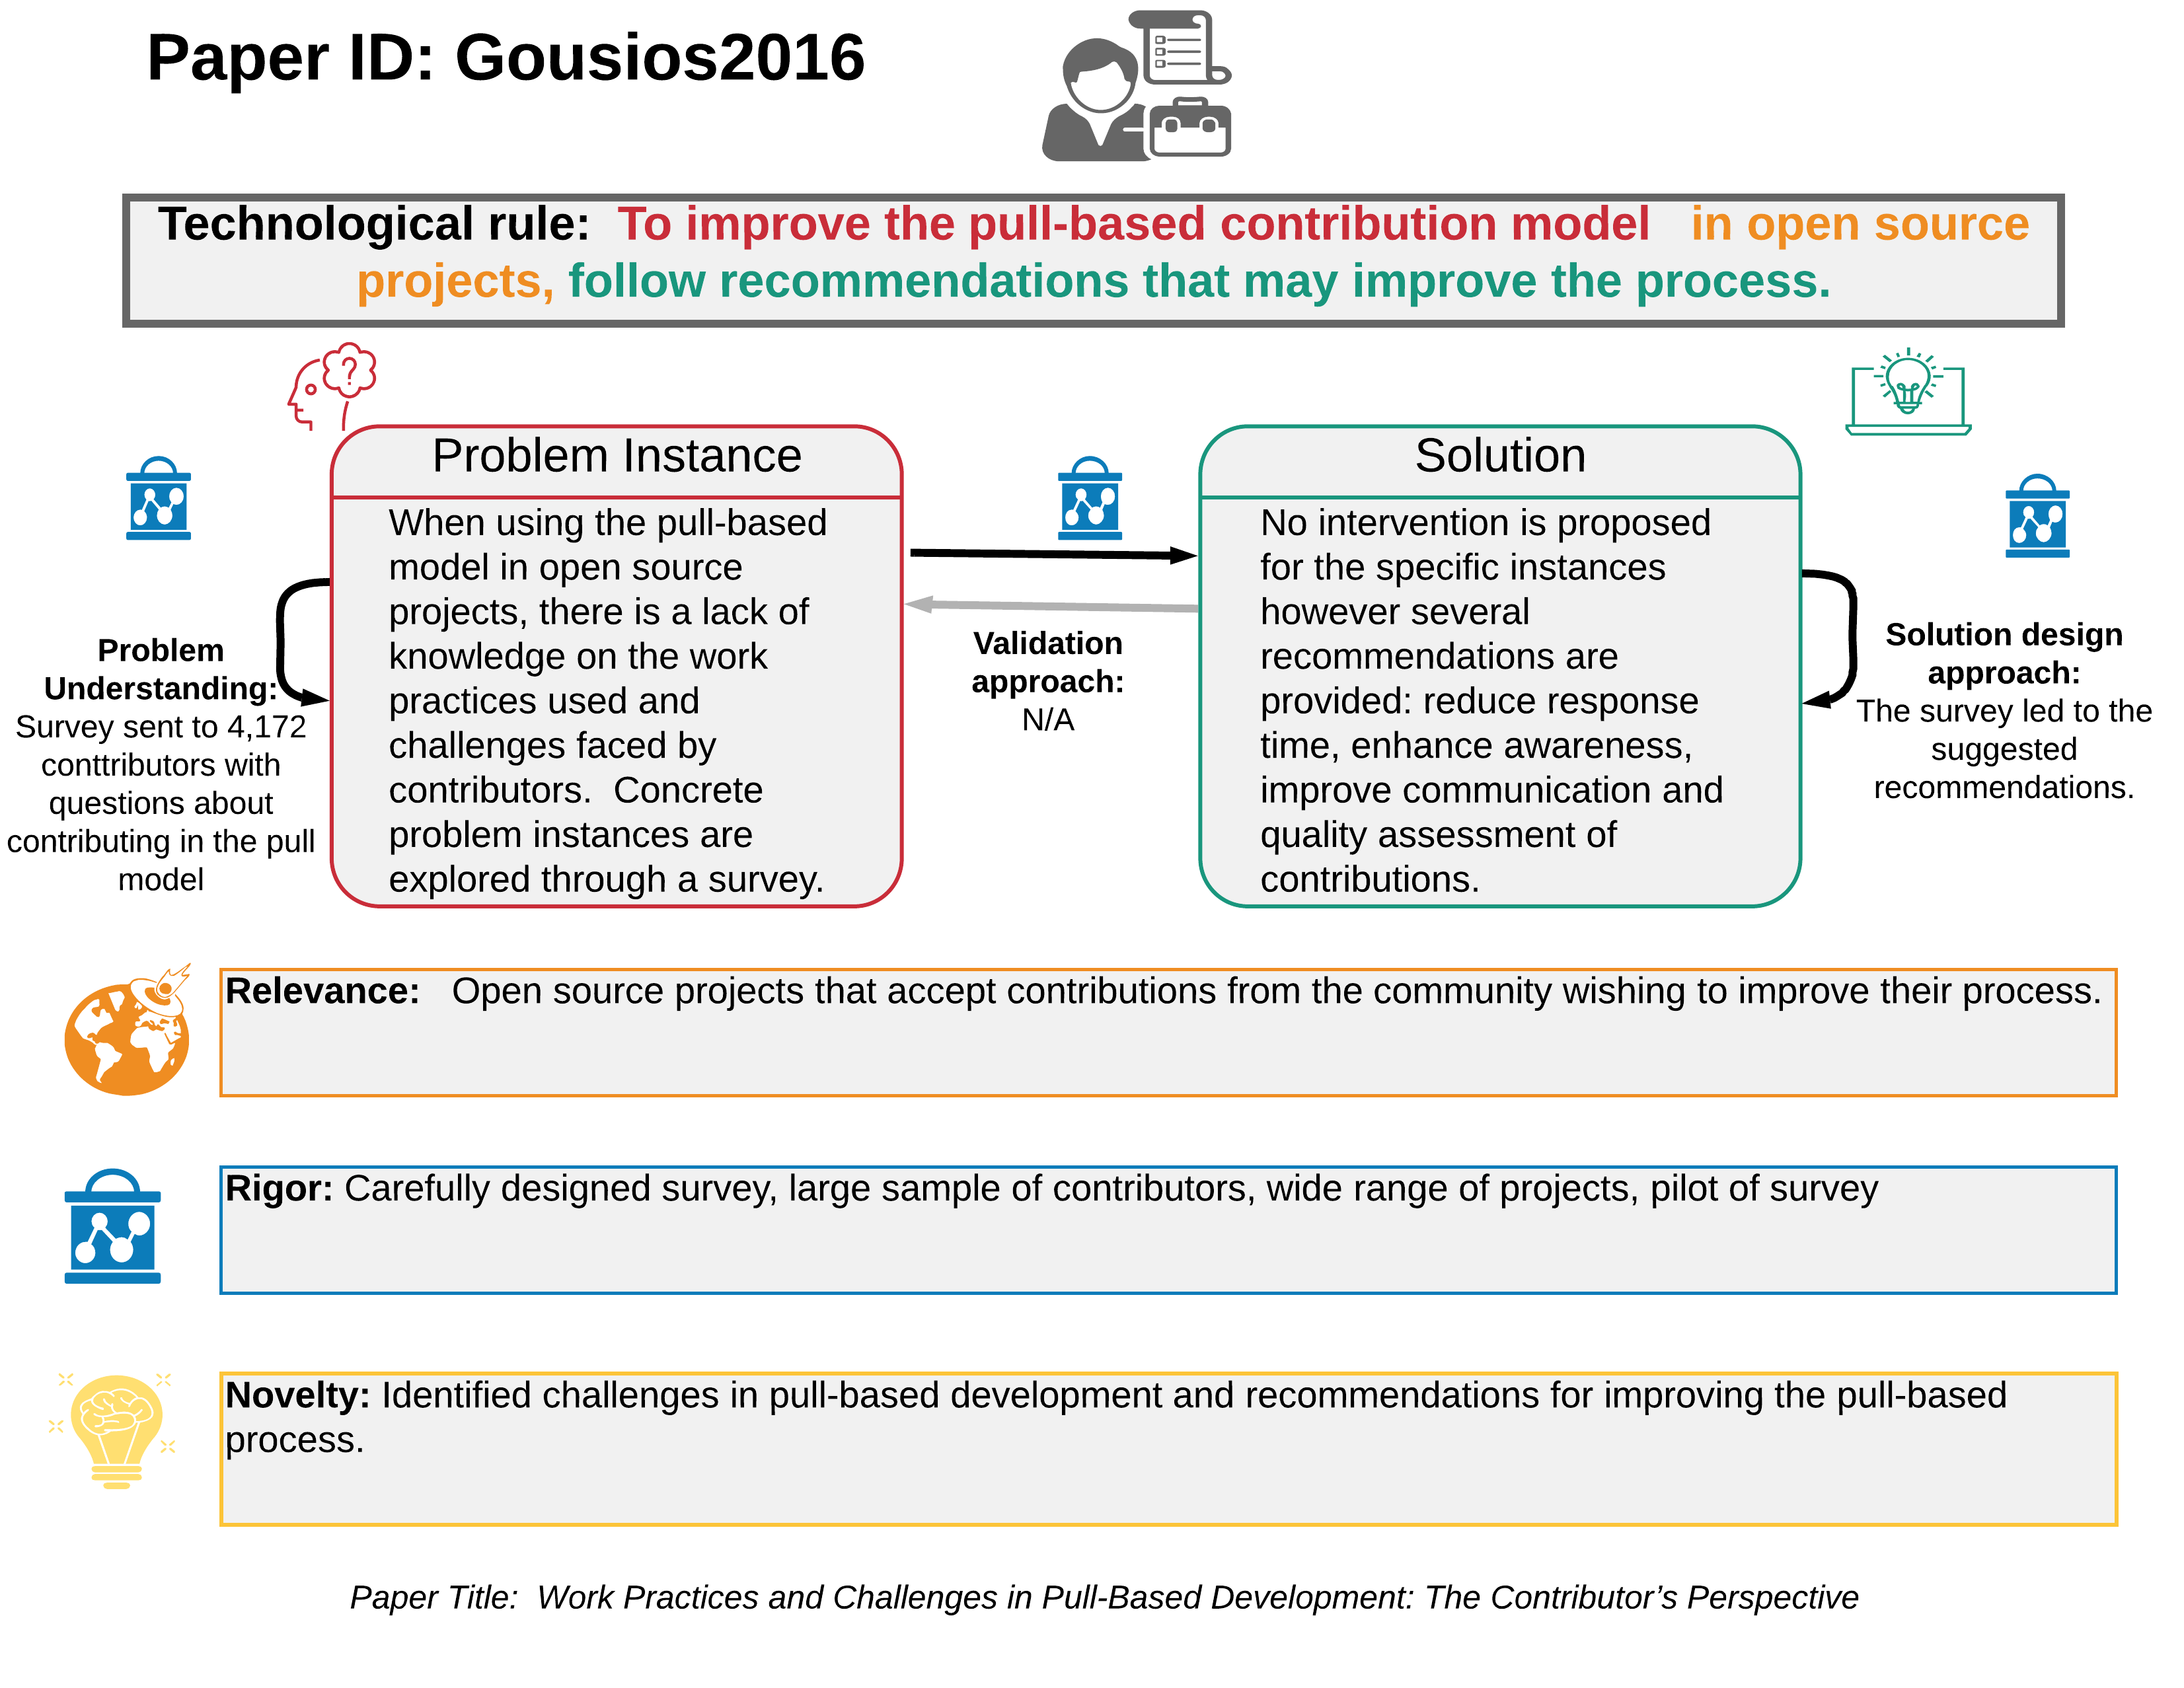 Paper ID: Gousios2016
Technological rule:  To improve the pull-based contribution model   in open source
projects, follow recommendations that may improve the process.
Problem Instance
When using the pull-based
model in open source
projects, there is a lack of
knowledge on the work
practices used and
challenges faced by
contributors.  Concrete
problem instances are
explored through a survey.
Solution
No intervention is proposed
for the specific instances
however several
recommendations are
provided: reduce response
time, enhance awareness,
improve communication and
quality assessment of
contributions.
Problem
Understanding:
Survey sent to 4,172
conttributors with
questions about
contributing in the pull
model
Validation
approach:
N/A
Solution design
approach:
The survey led to the
suggested
recommendations.
Relevance:   Open source projects that accept contributions from the community wishing to improve their process.
Rigor: Carefully designed survey, large sample of contributors, wide range of projects, pilot of survey
Novelty: Identified challenges in pull-based development and recommendations for improving the pull-based
process.
Paper Title:  Work Practices and Challenges in Pull-Based Development: The Contributor’s Perspective